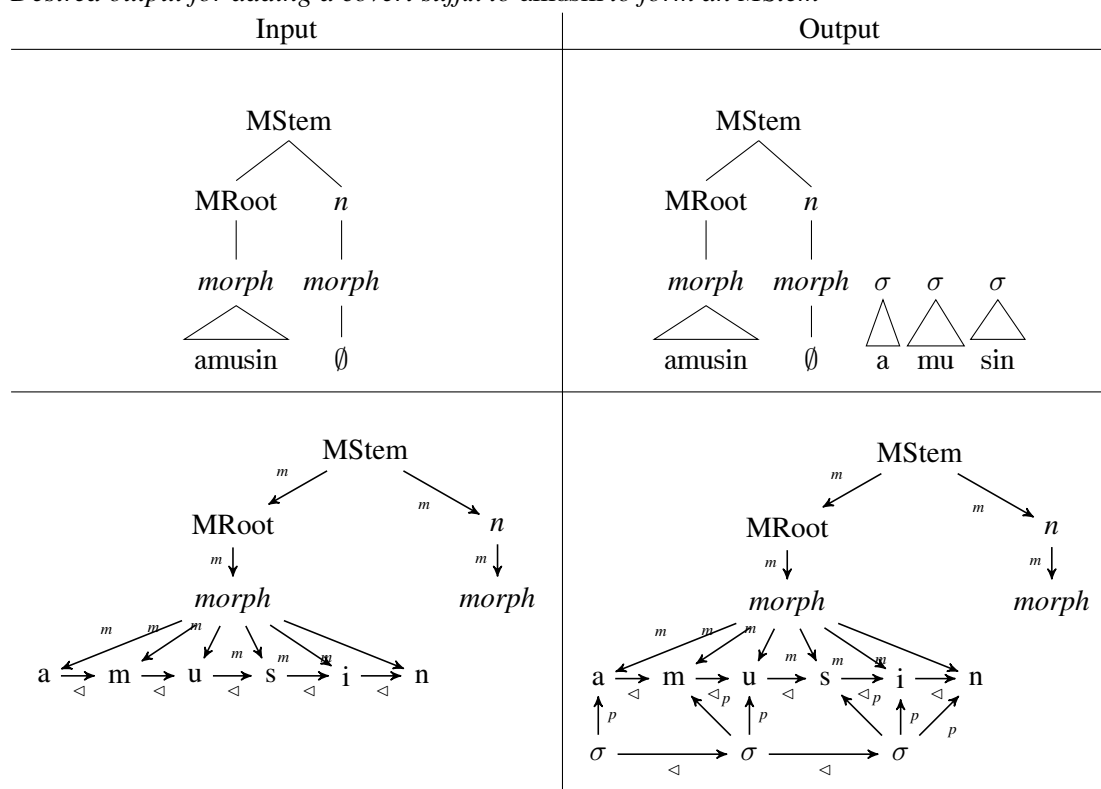 Desired output for adding a covert suffix to amusin to form an MStem
Input Output
MStem MStem
MRoot n MRoot n
morph morph morph morph σ σ σ
amusin ∅ amusin ∅ a mu sin
MStem MStem
m m m m
MRoot n MRoot n
m m m m
morph morph morph morph
m m m m m m m m m m m m
a m u s i n a m u s i n
◁ ◁ ◁ ◁ ◁ ◁ ◁ ◁ ◁ ◁
p p p p p p
σ σ σ
◁ ◁